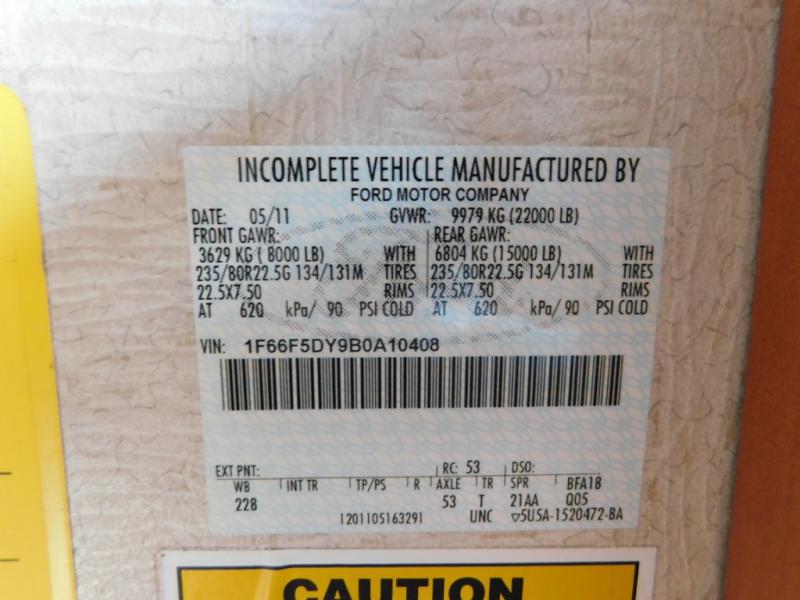 INCOMPLETE VEHICLE MANUFACTURED BY
FORD MOTOR COMPANY
DATE: 05/11 GVWR: 9979 KG (22000 LB)
FRONT GAWR: REAR GAWR:
3629 KG ( 8000 LB) WITH 6804 KG (15000 LB) WITH
235/80R22.5G 134/131M TIRES 235/80R22.5G 134/131M TIRES
22.5X7.50 RIMS 22.5X7.50 RIMS
AT 620 kPa/ 90 PSI COLD AT 620 kPa/ 90 PSI COLD
VIN: 1F66F5DY9B0A10408
EXT PNT: RC: 53 DSO:
WB INT TR TP/PS R AXLE TR SPR BFA18
228 53 T 21AA Q05
1201105163291 UNC ▽5U5A-1520472-BA
CAUTION